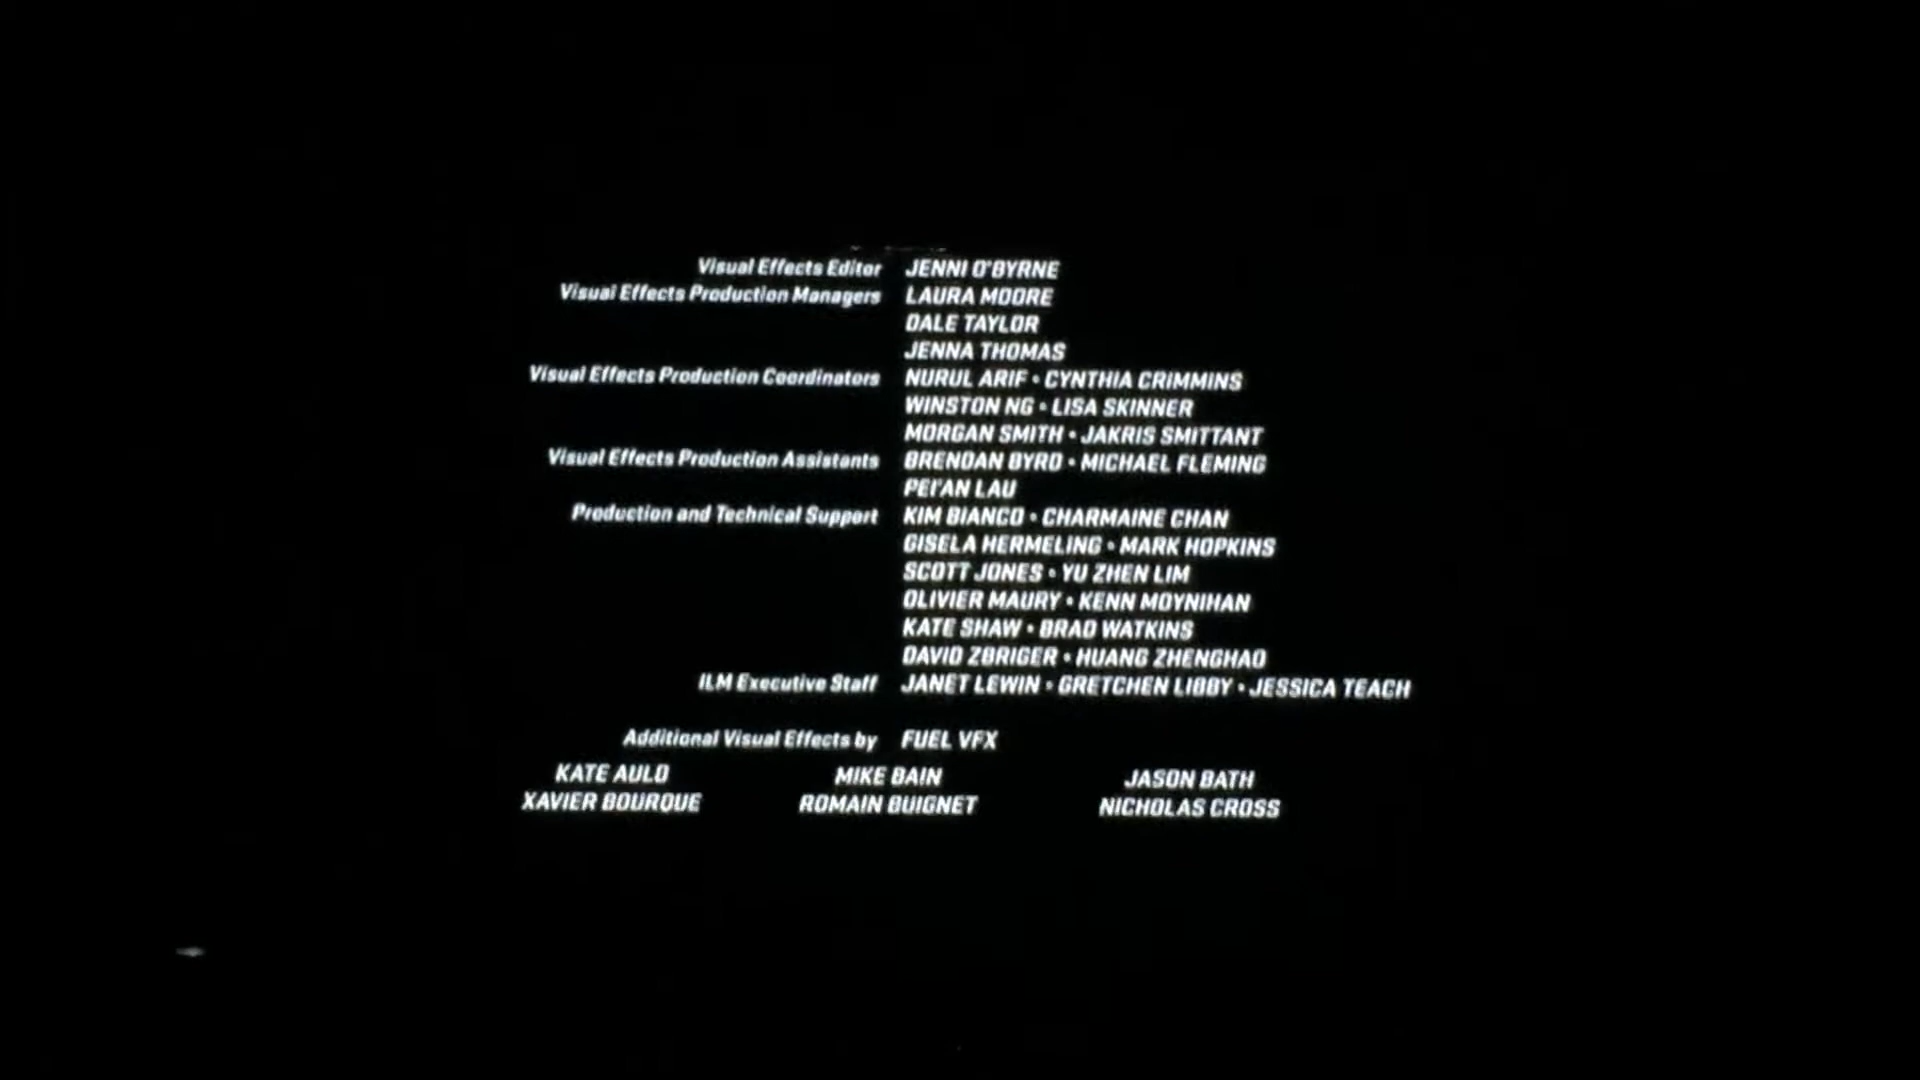 Visual Effects Editor JENNI O'BYRNE
Visual Effects Production Managers LAURA MOORE
DALE TAYLOR
JENNA THOMAS
Visual Effects Production Coordinators NURUL ARIF • CYNTHIA CRIMMINS
WINSTON NG • LISA SKINNER
MORGAN SMITH • JAKRIS SMITTANT
Visual Effects Production Assistants BRENDAN BYRD • MICHAEL FLEMING
PEI'AN LAU
Production and Technical Support KIM BIANCO • CHARMAINE CHAN
GISELA HERMELING • MARK HOPKINS
SCOTT JONES • YU ZHEN LIM
OLIVIER MAURY • KENN MOYNIHAN
KATE SHAW • BRAD WATKINS
DAVID ZBRIGER • HUANG ZHENGHAO
ILM Executive Staff JANET LEWIN • GRETCHEN LIBBY • JESSICA TEACH
Additional Visual Effects by FUEL VFX
KATE AULD MIKE BAIN JASON BATH
XAVIER BOURQUE ROMAIN BUIGNET NICHOLAS CROSS